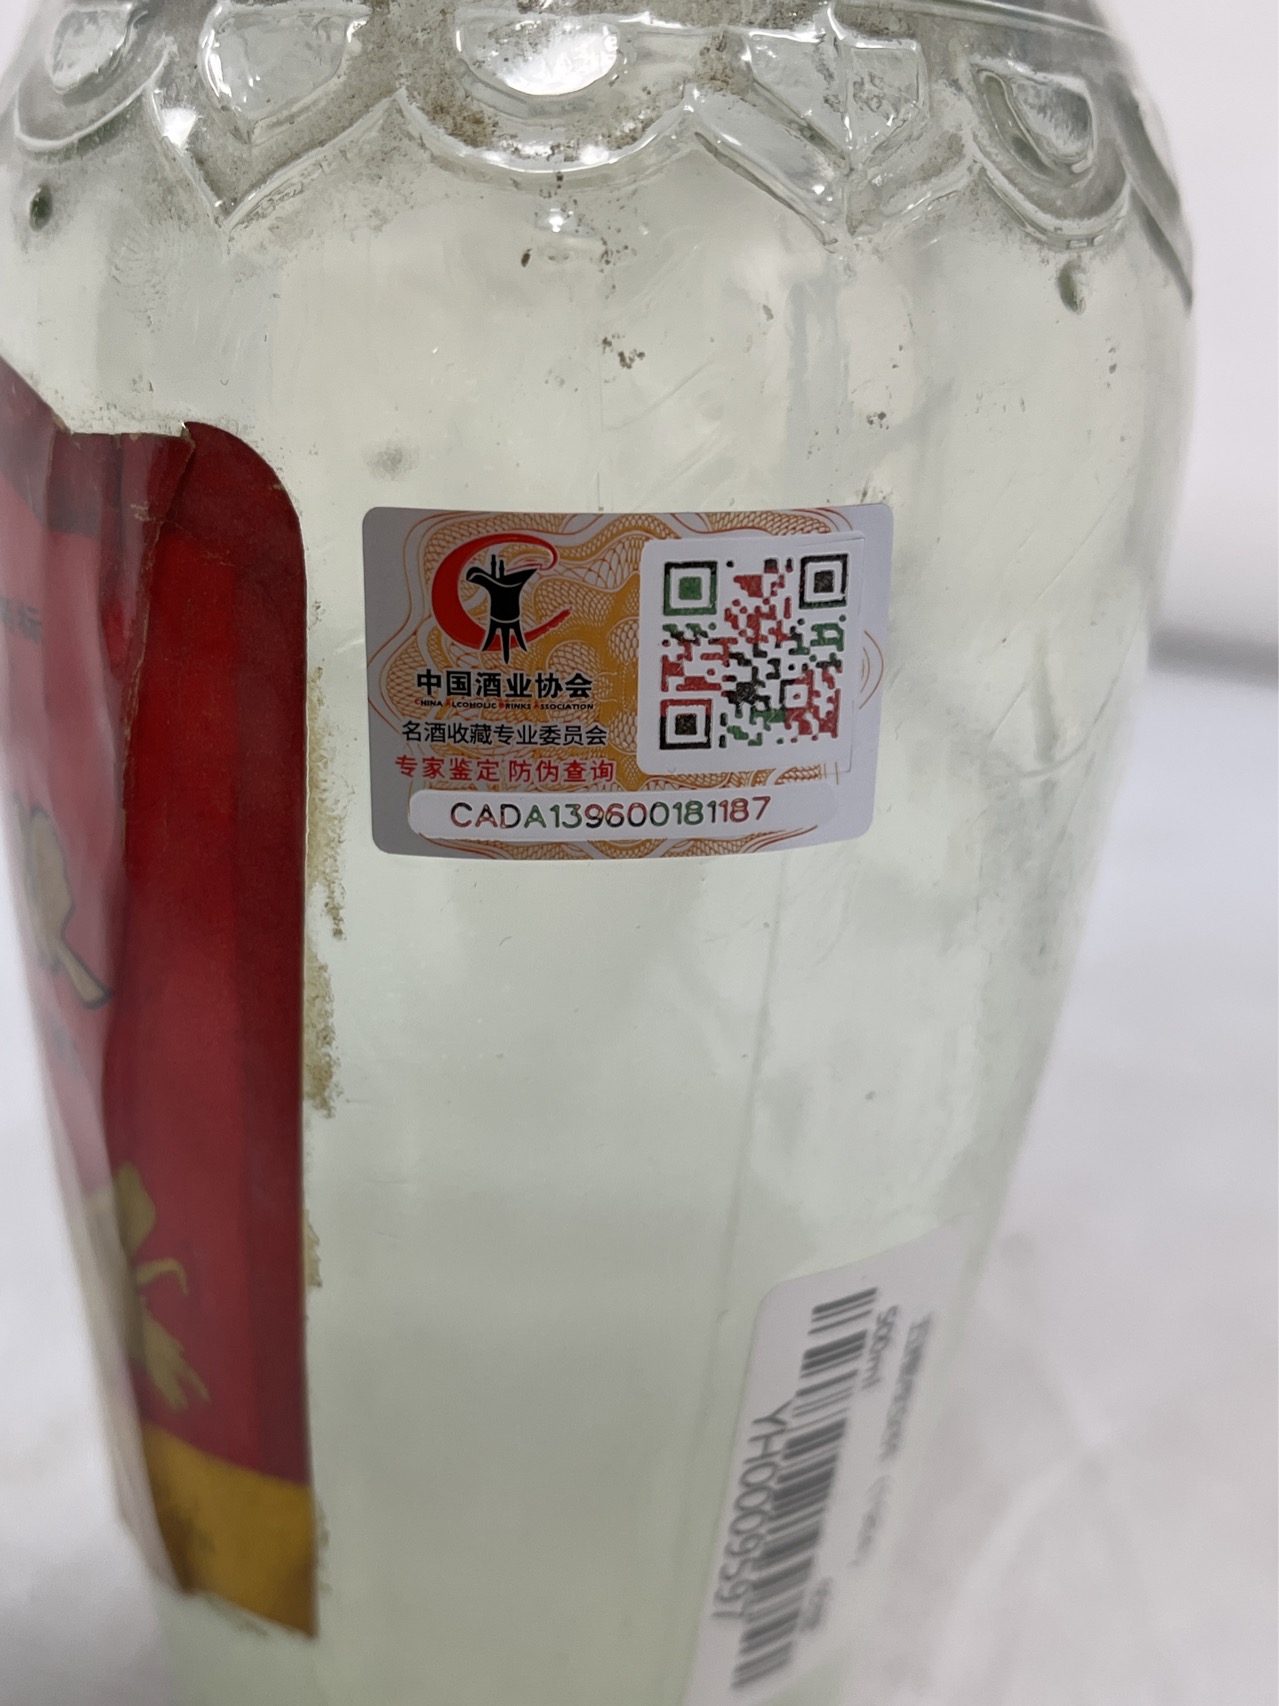 中国酒业协会
CHINA ALCOHOLIC DRINKS ASSOCIATION
名酒收藏专业委员会
专家鉴定 防伪查询
CADA139600181187
500ml
YH0009597